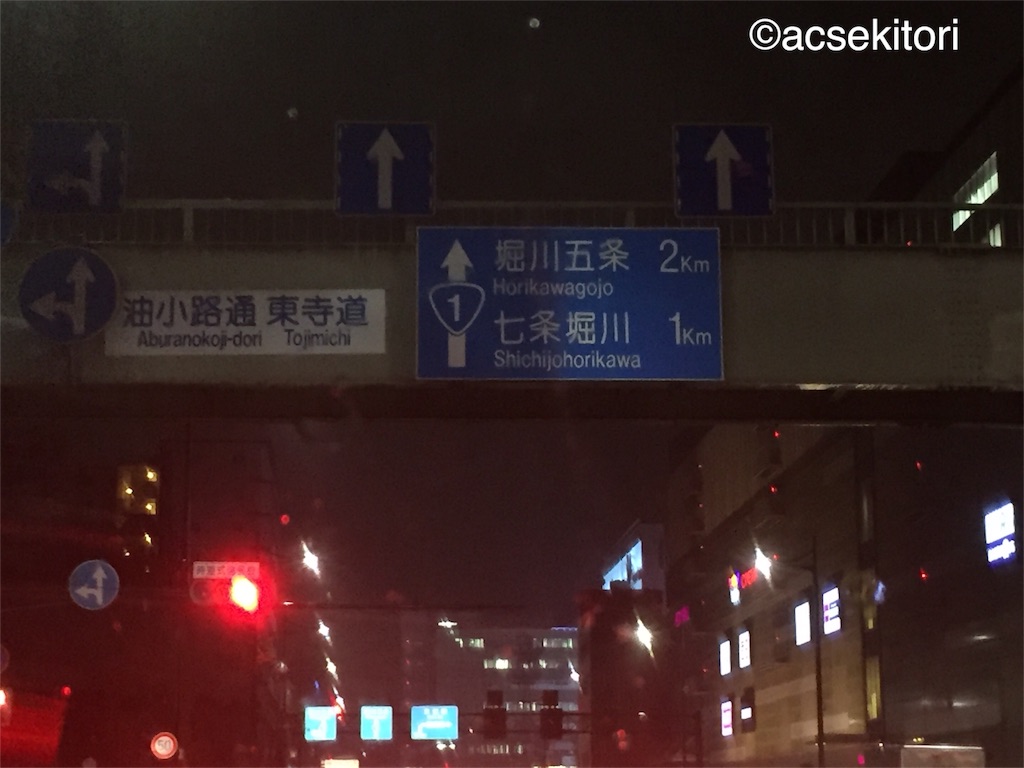 ©acsekitori
堀川五条 2Km
Horikawagojo
1
七条堀川 1Km
Shichijohorikawa
油小路通 東寺道
Aburanokoji-dori Tojimichi
50